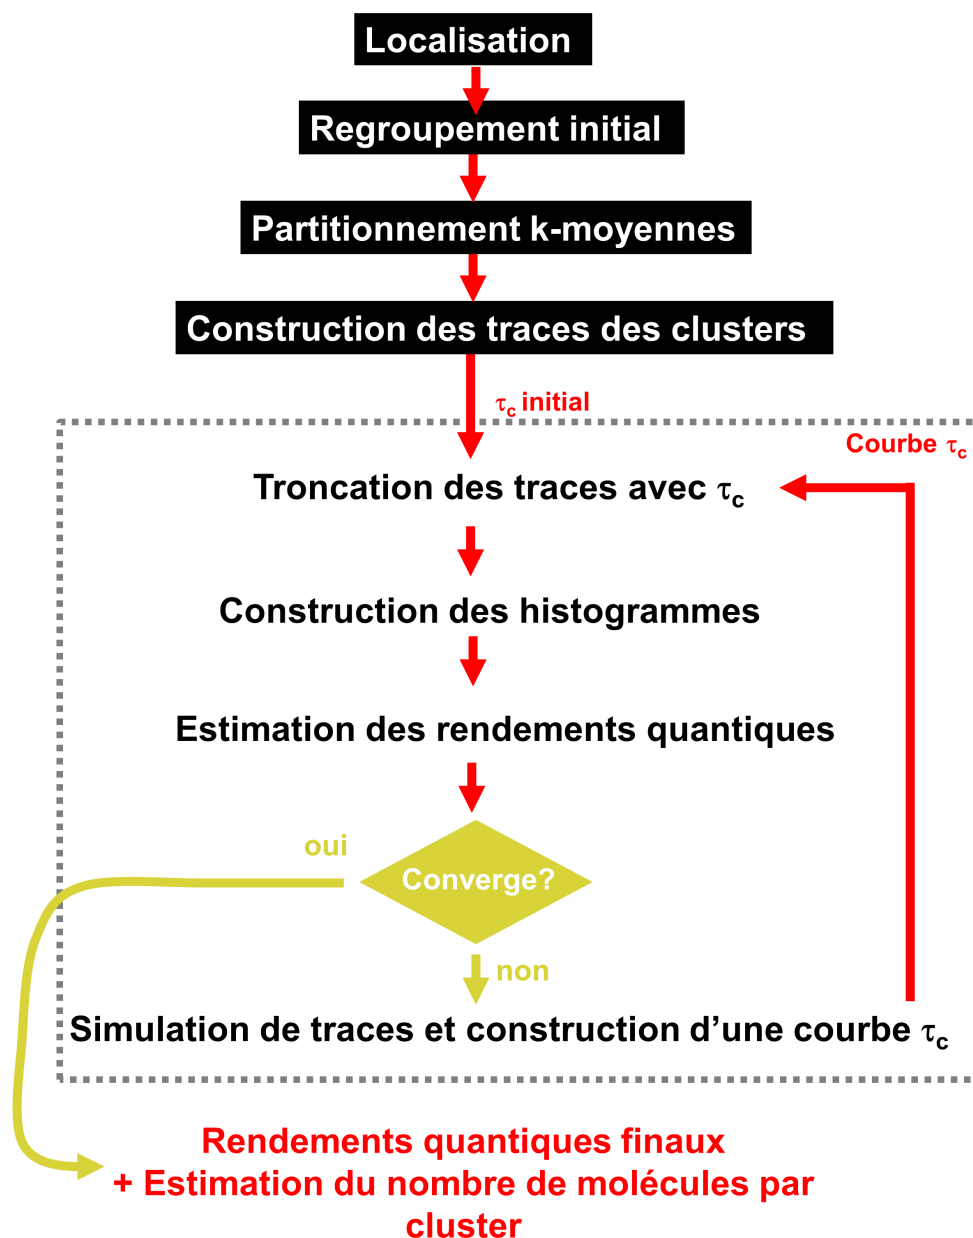 Localisation
Regroupement initial
Partitionnement k-moyennes
Construction des traces des clusters
τc initial
Courbe τc
Troncation des traces avec τc
Construction des histogrammes
Estimation des rendements quantiques
oui
Converge?
non
Simulation de traces et construction d’une courbe τc
Rendements quantiques finaux
+ Estimation du nombre de molécules par
cluster